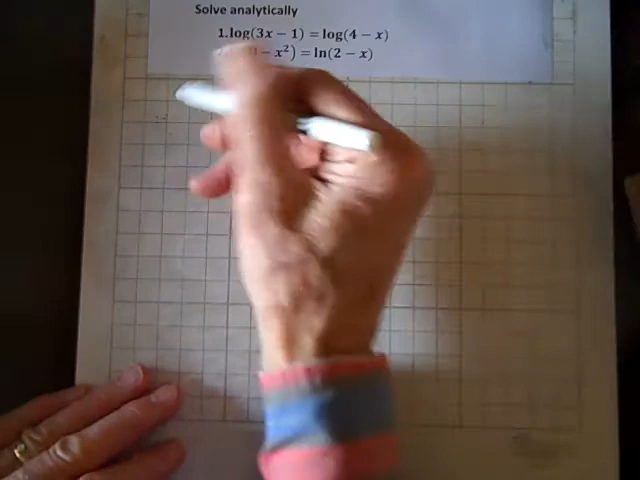 Solve analytically
1.log(3x − 1) = log(4 − x)
− x²) = ln(2 − x)